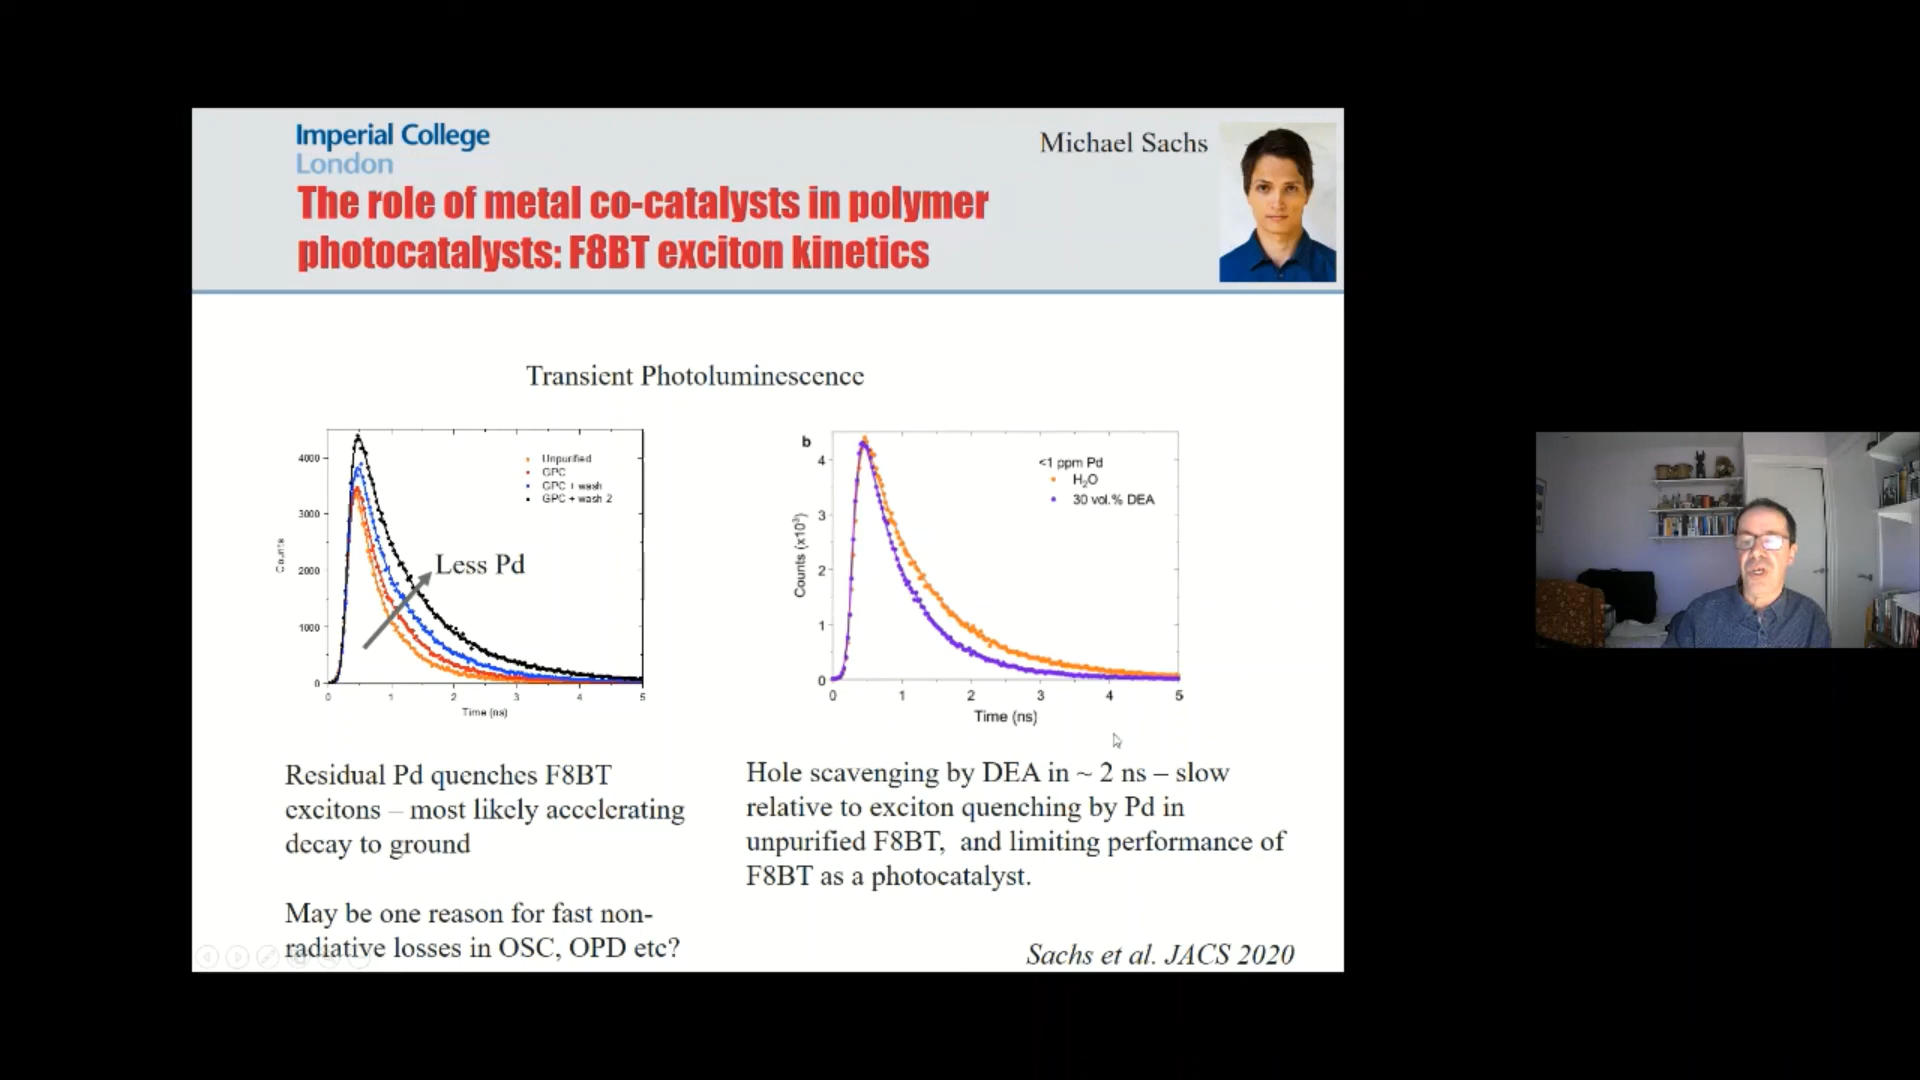 Imperial College
London
Michael Sachs
The role of metal co-catalysts in polymer
photocatalysts: F8BT exciton kinetics
Transient Photoluminescence
Unpurified
GPC
GPC + wash
GPC + wash 2
Less Pd
4000
3000
2000
1000
0
Counts
0 1 2 3 4 5
Time (ns)
b
<1 ppm Pd
H₂O
30 vol.% DEA
4
3
2
1
0
Counts (x10³)
0 1 2 3 4 5
Time (ns)
Residual Pd quenches F8BT
excitons – most likely accelerating
decay to ground
May be one reason for fast non-
radiative losses in OSC, OPD etc?
Hole scavenging by DEA in ~ 2 ns – slow
relative to exciton quenching by Pd in
unpurified F8BT, and limiting performance of
F8BT as a photocatalyst.
Sachs et al. JACS 2020